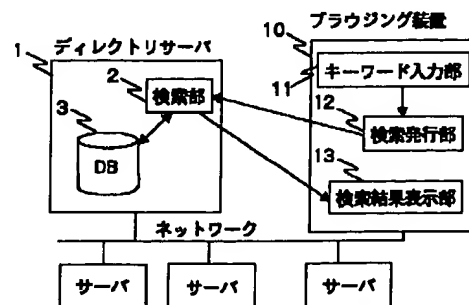 ブラウジング装置
ディレクトリサーバ
10
1
キーワード入力部
2
11
検索部
12
3
検索発行部
DB
13
検索結果表示部
ネットワーク
サーバ
サーバ
サーバ